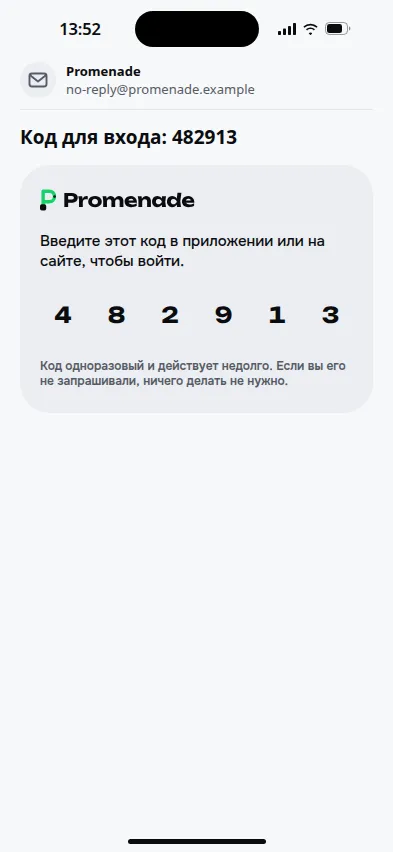 13:52
Promenade
no-reply@promenade.example
Код для входа: 482913
Promenade
Введите этот код в приложении или на
сайте, чтобы войти.
4 8 2 9 1 3
Код одноразовый и действует недолго. Если вы его
не запрашивали, ничего делать не нужно.